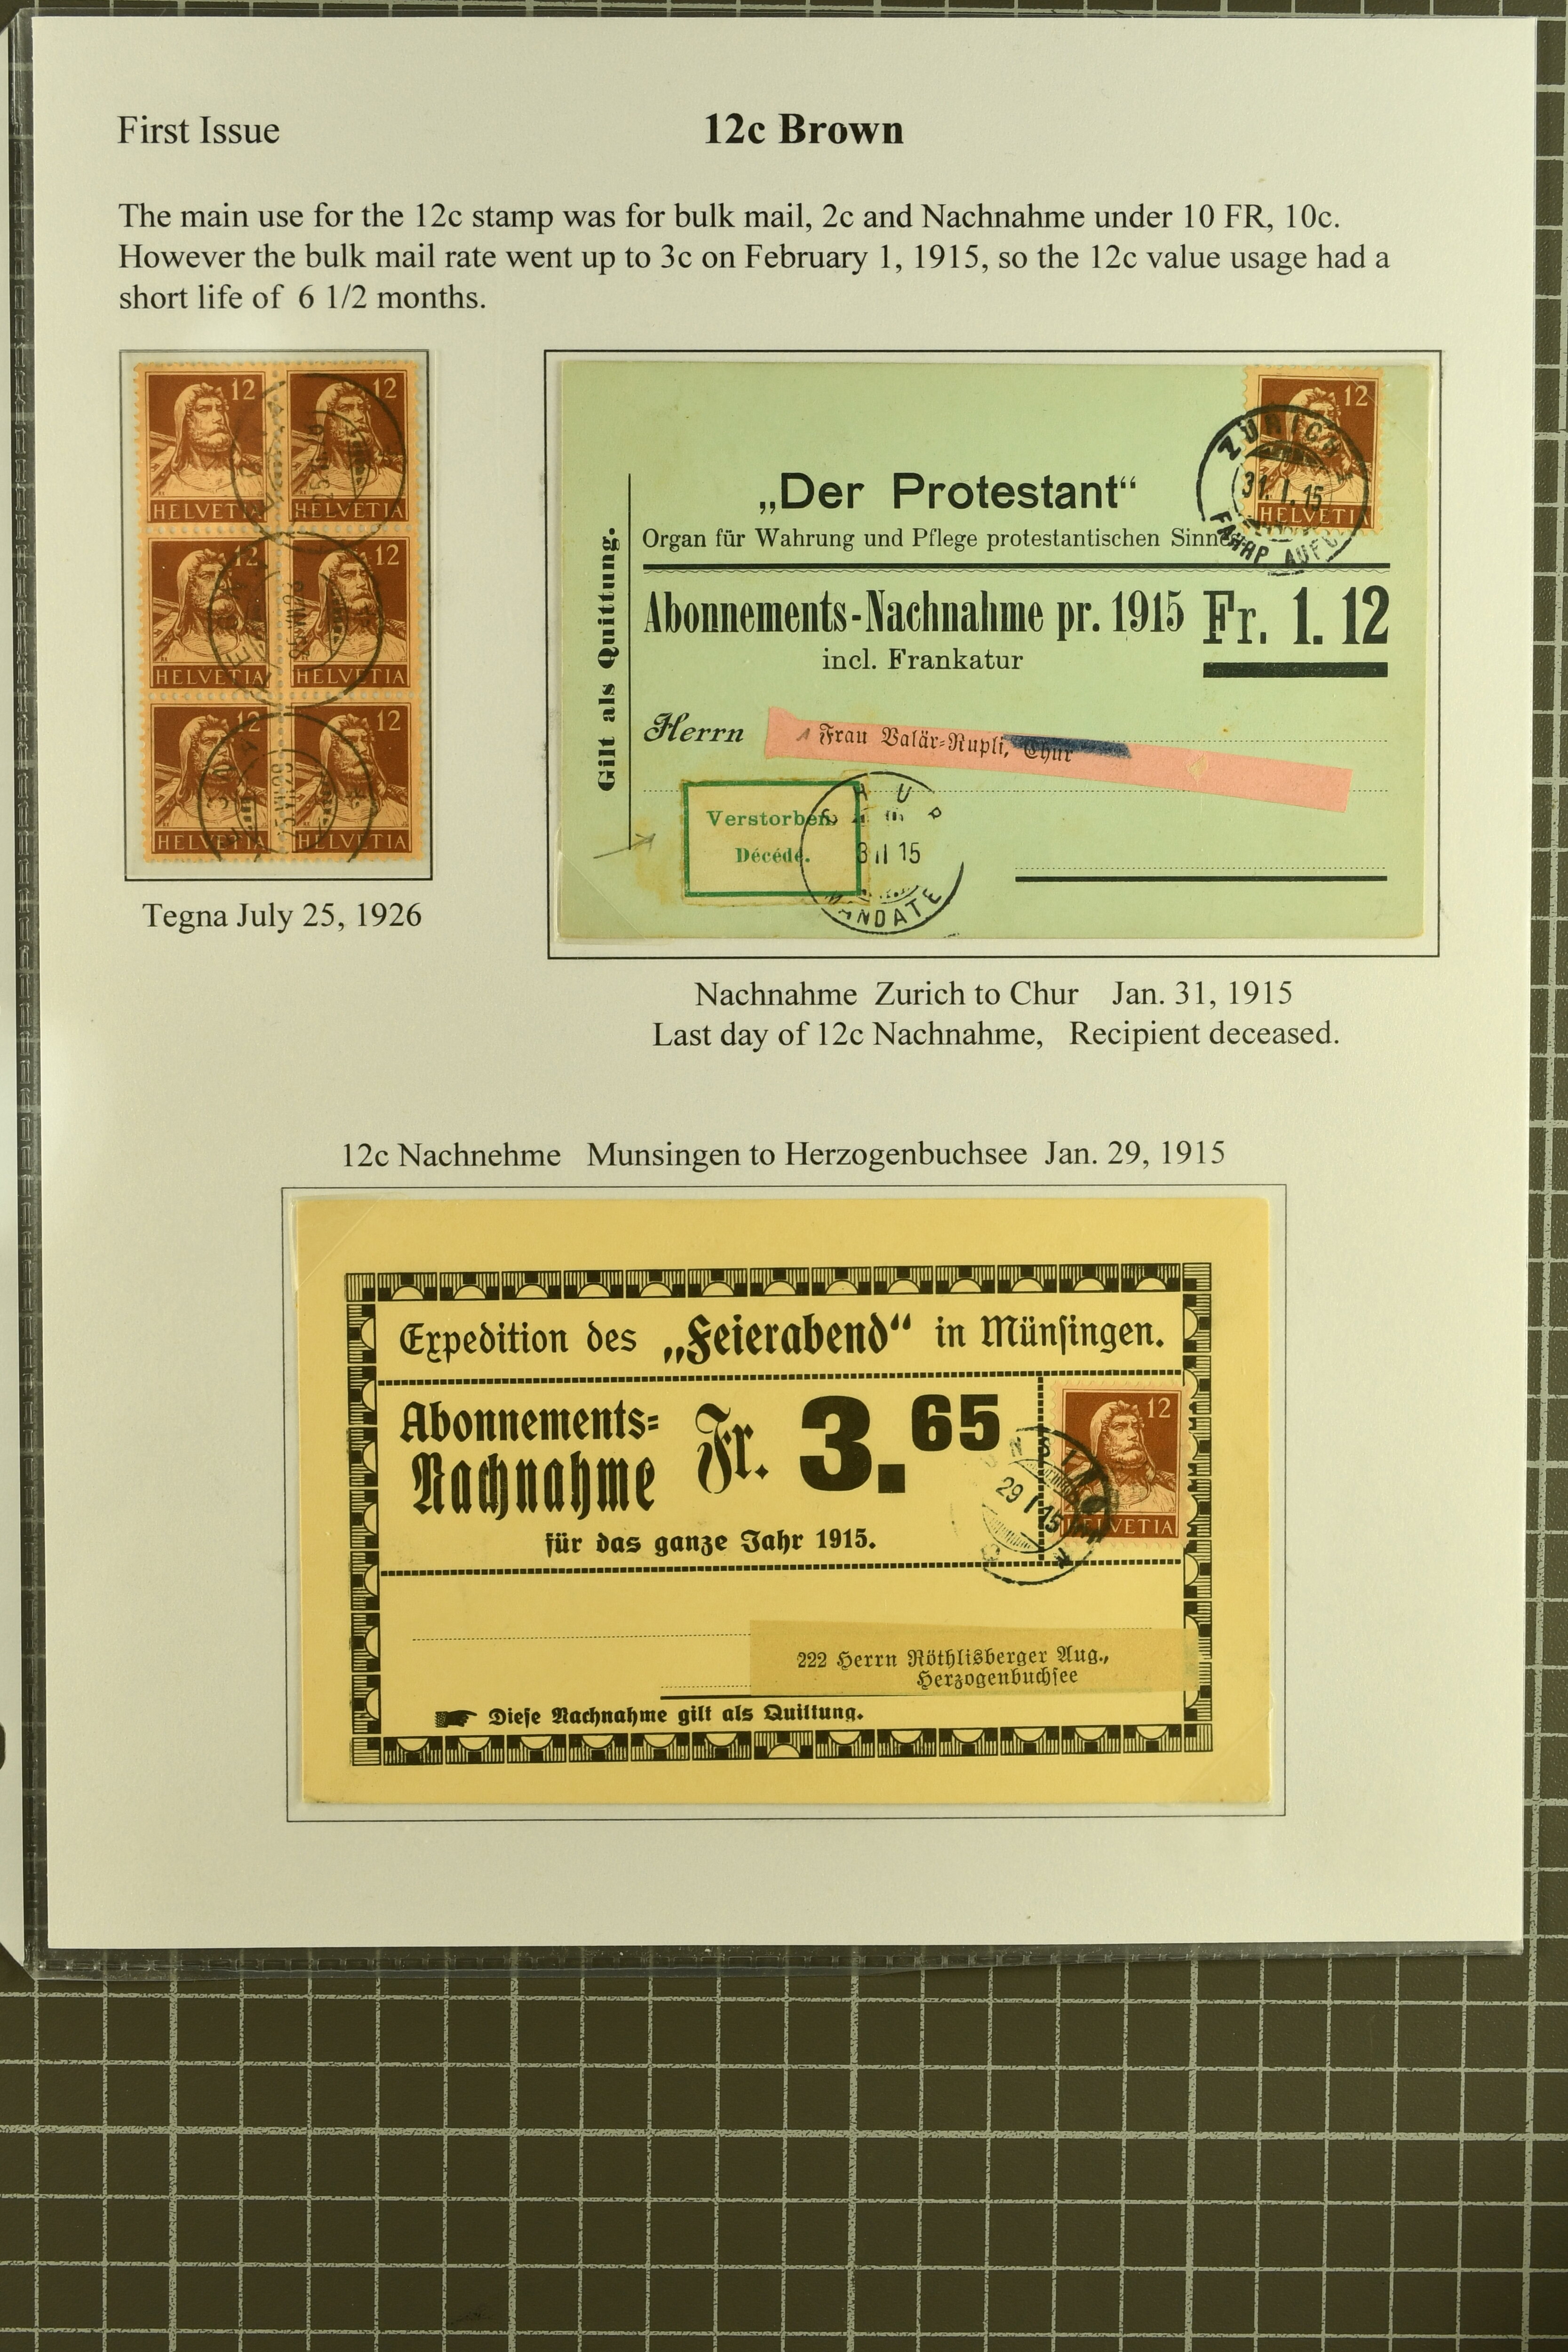 First Issue
12c Brown
The main use for the 12c stamp was for bulk mail, 2c and Nachnahme under 10 FR, 10c.
However the bulk mail rate went up to 3c on February 1, 1915, so the 12c value usage had a
short life of 6 1/2 months.
12
12
HELVETIA
HELVETIA
12
12
HELVETIA
HELVETIA
12
12
HELVETIA
HELVETIA
Tegna July 25, 1926
12
HELVETIA
ZÜRICH
31.I.15
FAHRP. AUFG.
„Der Protestant“
Organ für Wahrung und Pflege protestantischen Sinnes
Abonnements-Nachnahme pr. 1915 Fr. 1. 12
incl. Frankatur
Gilt als Quittung.
Herrn
Frau Valär-Rupli, Chur
Verstorben.
Décédé.
CHUR
3 II 15
MANDATE
Nachnahme Zurich to Chur Jan. 31, 1915
Last day of 12c Nachnahme, Recipient deceased.
12c Nachnehme Munsingen to Herzogenbuchsee Jan. 29, 1915
Expedition des „Feierabend“ in Münsingen.
Abonnements-
Nachnahme
Fr. 3.65
für das ganze Jahr 1915.
12
HELVETIA
29 I 15
222 Herrn Röthlisberger Aug.,
Herzogenbuchsee
Diese Nachnahme gilt als Quittung.